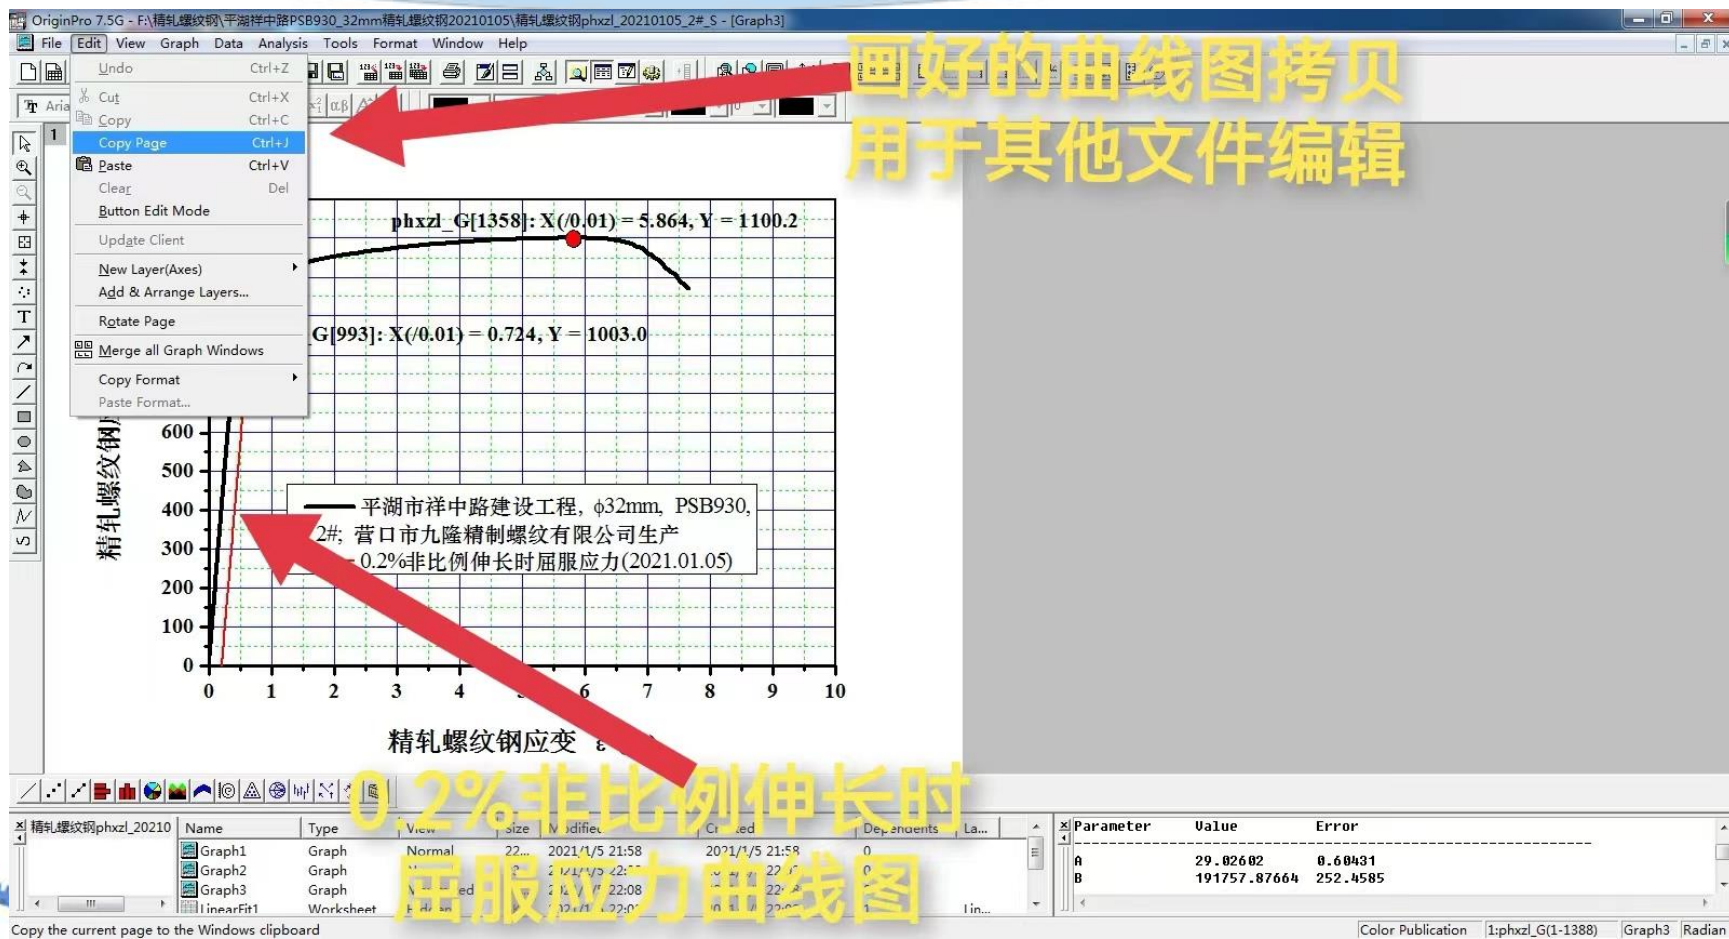 OriginPro 7.5G - F:\精轧螺纹钢\平湖祥中路PSB930_32mm精轧螺纹钢20210105\精轧螺纹钢phxzl_20210105_2#_S - [Graph3]
File Edit View Graph Data Analysis Tools Format Window Help
画好的曲线图拷贝
用于其他文件编辑
Undo Ctrl+Z
Cut Ctrl+X
Copy Ctrl+C
Copy Page Ctrl+J
Paste Ctrl+V
Clear Del
Button Edit Mode
Update Client
New Layer(Axes)
Add & Arrange Layers...
Rotate Page
Merge all Graph Windows
Copy Format
Paste Format...
1
phxzl_G[1358]: X(/0.01) = 5.864, Y = 1100.2
G[993]: X(/0.01) = 0.724, Y = 1003.0
精轧螺纹钢
600
500
400
300
200
100
0
平湖市祥中路建设工程, ϕ32mm, PSB930,
2#; 营口市九隆精制螺纹有限公司生产
0.2%非比例伸长时屈服应力(2021.01.05)
0 1 2 3 4 6 7 8 9 10
精轧螺纹钢应变 ε
0.2%非比例伸长时
屈服应力曲线图
精轧螺纹钢phxzl_20210
Name Type View Size Modified Created Dependents La...
Graph1 Graph Normal 22... 2021/1/5 21:58 2021/1/5 21:58 0
Graph2 Graph
Graph3 Graph
LinearFit1 Worksheet Lin...
Parameter Value Error
A 29.02602 0.60431
B 191757.87664 252.4585
Copy the current page to the Windows clipboard
Color Publication 1:phxzl_G(1-1388) Graph3 Radian